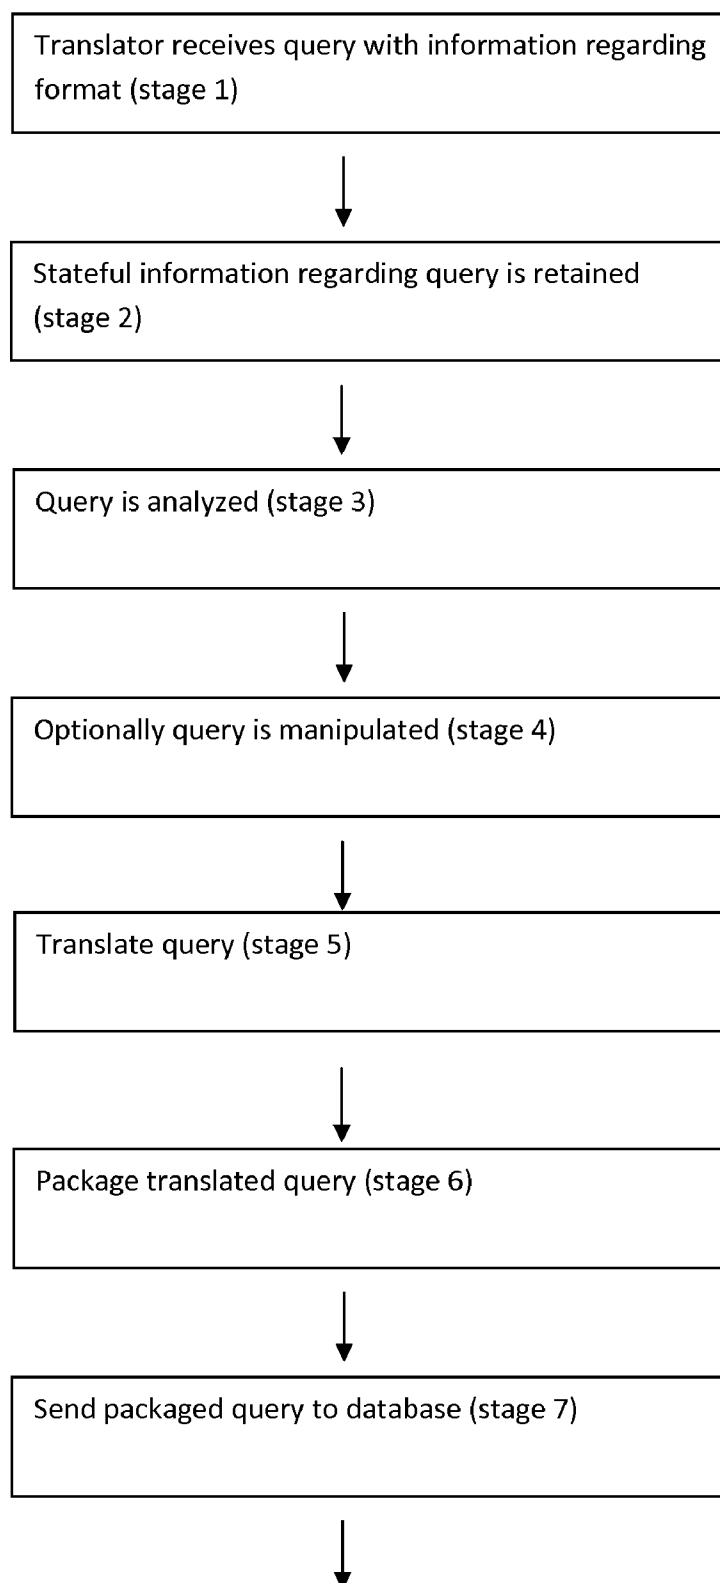 Translator receives query with information regarding
format (stage 1)
Stateful information regarding query is retained
(stage 2)
Query is analyzed (stage 3)
Optionally query is manipulated (stage 4)
Translate query (stage 5)
Package translated query (stage 6)
Send packaged query to database (stage 7)